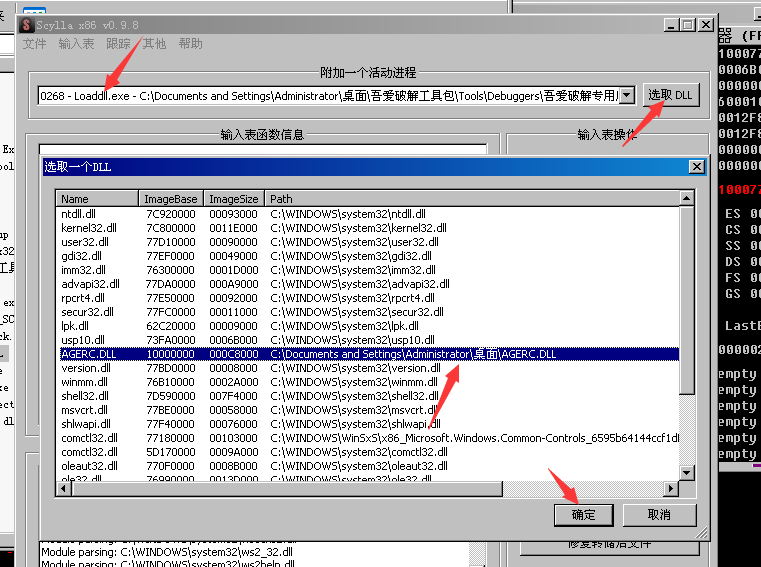 来
Scylla x86 v0.9.8
器 (FP
文件 输入表 跟踪 其他 帮助
附加一个活动进程
0268 - Loaddll.exe - C:\Documents and Settings\Administrator\桌面\吾爱破解工具包\Tools\Debuggers\吾爱破解专用
选取 DLL
输入表函数信息
输入表操作
选取一个DLL
Name ImageBase ImageSize Path
ntdll.dll 7C920000 00093000 C:\WINDOWS\system32\ntdll.dll
kernel32.dll 7C800000 0011E000 C:\WINDOWS\system32\kernel32.dll
user32.dll 77D10000 00090000 C:\WINDOWS\system32\user32.dll
gdi32.dll 77EF0000 00049000 C:\WINDOWS\system32\gdi32.dll
imm32.dll 76300000 0001D000 C:\WINDOWS\system32\imm32.dll
advapi32.dll 77DA0000 000A9000 C:\WINDOWS\system32\advapi32.dll
rpcrt4.dll 77E50000 00092000 C:\WINDOWS\system32\rpcrt4.dll
secur32.dll 77FC0000 00011000 C:\WINDOWS\system32\secur32.dll
lpk.dll 62C20000 00009000 C:\WINDOWS\system32\lpk.dll
usp10.dll 73FA0000 0006B000 C:\WINDOWS\system32\usp10.dll
AGERC.DLL 10000000 000C8000 C:\Documents and Settings\Administrator\桌面\AGERC.DLL
version.dll 77BD0000 00008000 C:\WINDOWS\system32\version.dll
winmm.dll 76B10000 0002A000 C:\WINDOWS\system32\winmm.dll
shell32.dll 7D590000 007F4000 C:\WINDOWS\system32\shell32.dll
msvcrt.dll 77BE0000 00058000 C:\WINDOWS\system32\msvcrt.dll
shlwapi.dll 77F40000 00076000 C:\WINDOWS\system32\shlwapi.dll
comctl32.dll 77180000 00103000 C:\WINDOWS\WinSxS\x86_Microsoft.Windows.Common-Controls_6595b64144ccf1d
comctl32.dll 5D170000 0009A000 C:\WINDOWS\system32\comctl32.dll
oleaut32.dll 770F0000 0008B000 C:\WINDOWS\system32\oleaut32.dll
ole32.dll 76990000 0013D000 C:\WINDOWS\system32\ole32.dll
确定 取消
修复转储后文件
Module parsing: C:\WINDOWS\system32\ws2_32.dll
Module parsing: C:\WINDOWS\system32\ws2help.dll
ES 00
CS 00
SS 00
DS 00
FS 00
GS 00
LastE
empty
empty
empty
empty
empty